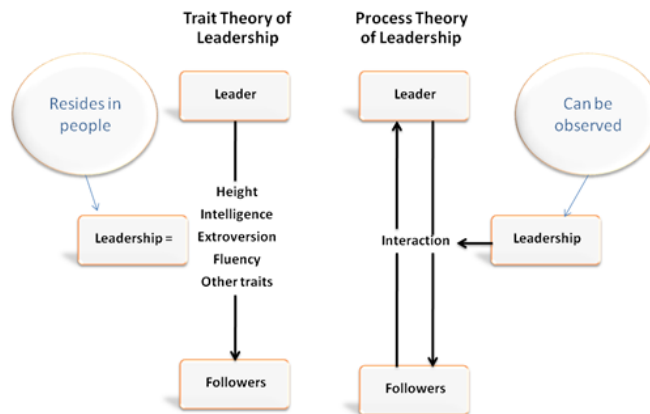 Trait Theory of
Leadership
Process Theory
of Leadership
Resides in
people
Leader
Leader
Can be
observed
Height
Intelligence
Extroversion
Fluency
Other traits
Leadership =
Interaction
Leadership
Followers
Followers